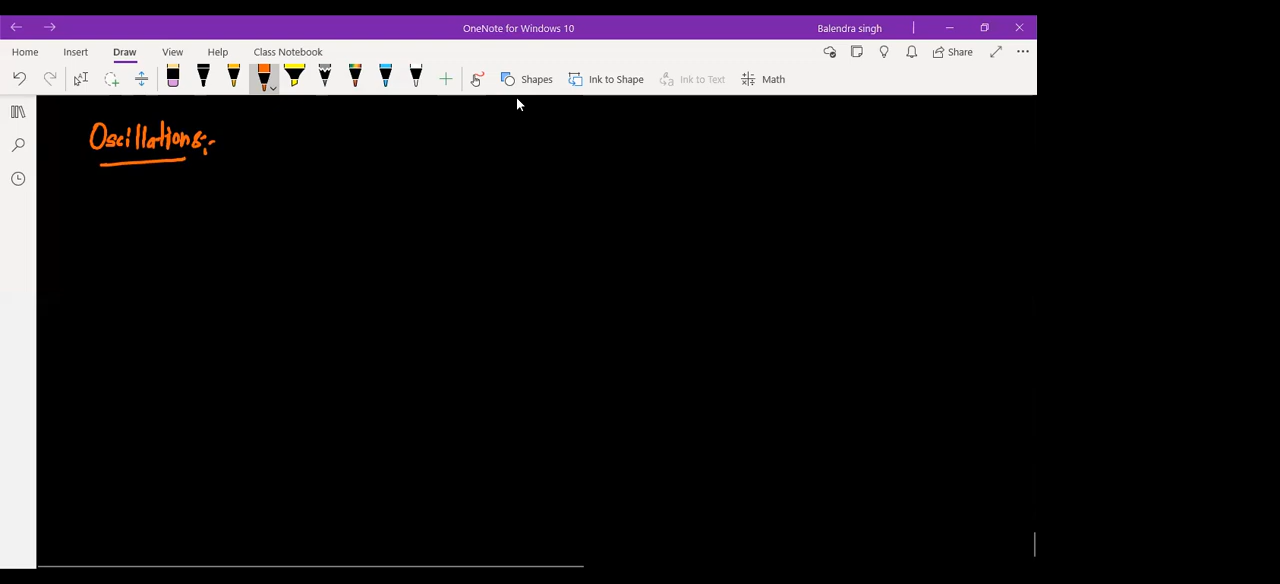 OneNote for Windows 10
Balendra singh
Home Insert Draw View Help Class Notebook
Share
Shapes Ink to Shape Ink to Text Math
Oscillations:-